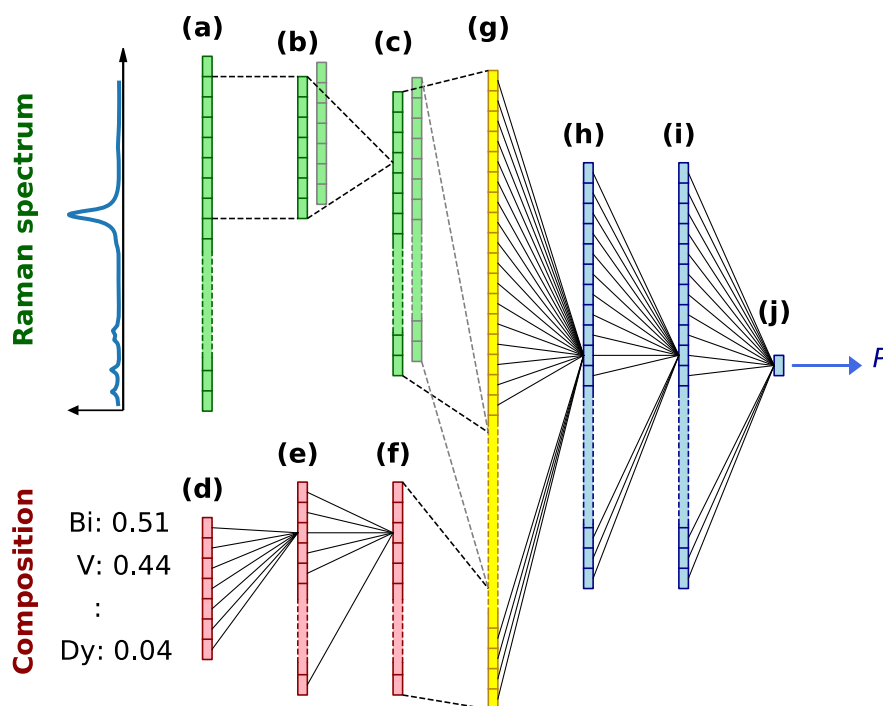 (a)
(b)
(c)
(g)
(h)
(i)
(j)
Raman spectrum
P
(d)
(e)
(f)
Composition
Bi: 0.51
V: 0.44
:
Dy: 0.04